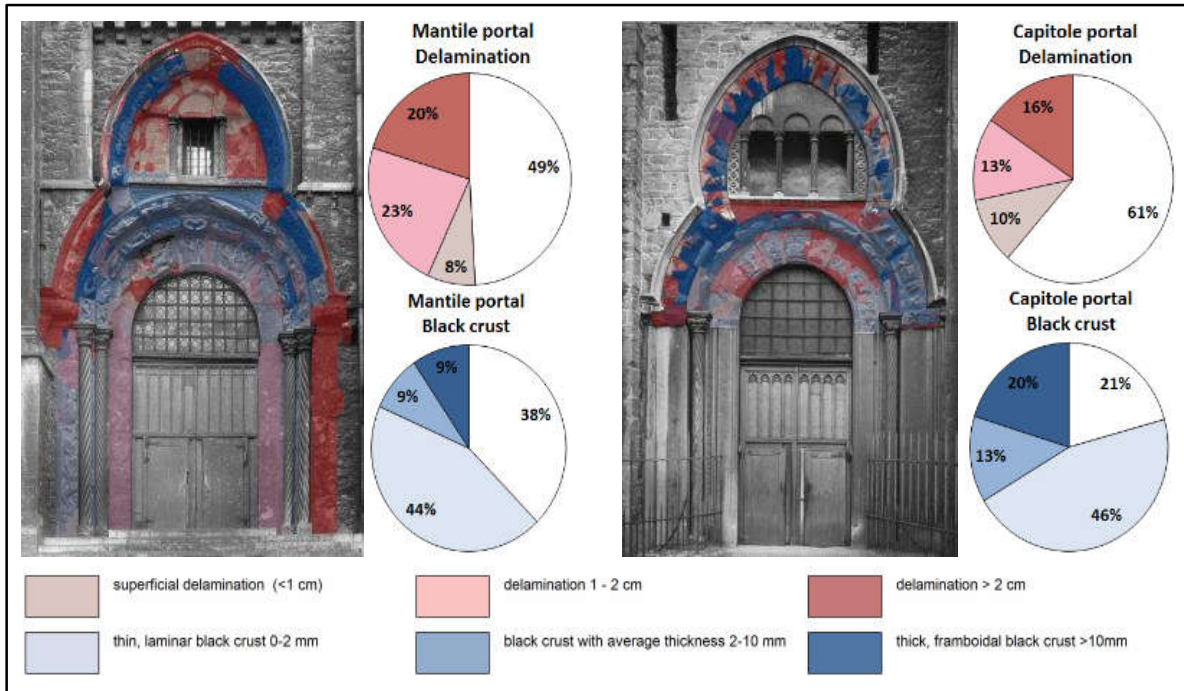 Mantile portal
Delamination
20%
49%
23%
8%
Mantile portal
Black crust
9%
9%
38%
44%
Capitole portal
Delamination
16%
13%
10%
61%
Capitole portal
Black crust
20%
21%
13%
46%
superficial delamination (<1 cm)
delamination 1 - 2 cm
delamination > 2 cm
thin, laminar black crust 0-2 mm
black crust with average thickness 2-10 mm
thick, framboidal black crust >10mm